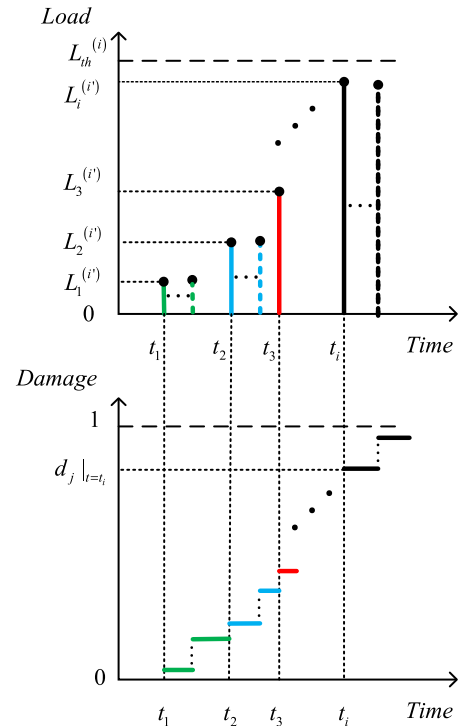 Load
L_th^(i)
L_i^(i')
L_3^(i')
L_2^(i')
L_1^(i')
0
t_1 t_2 t_3 t_i Time
Damage
1
d_j |_{t=t_i}
0
t_1 t_2 t_3 t_i Time